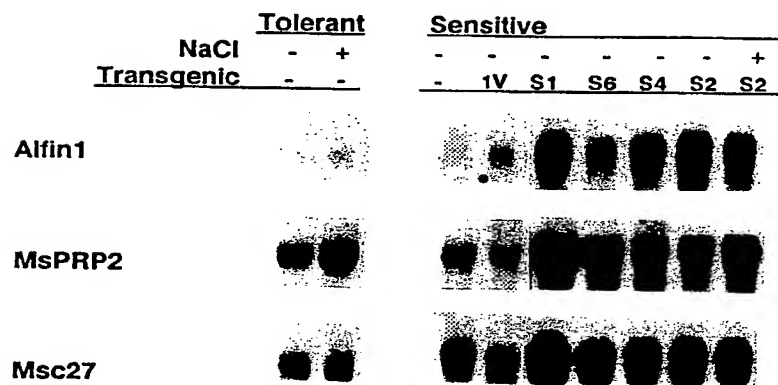 Tolerant Sensitive
NaCl - + - - - - - - +
Transgenic - - - 1V S1 S6 S4 S2 S2
Alfin1
MsPRP2
Msc27